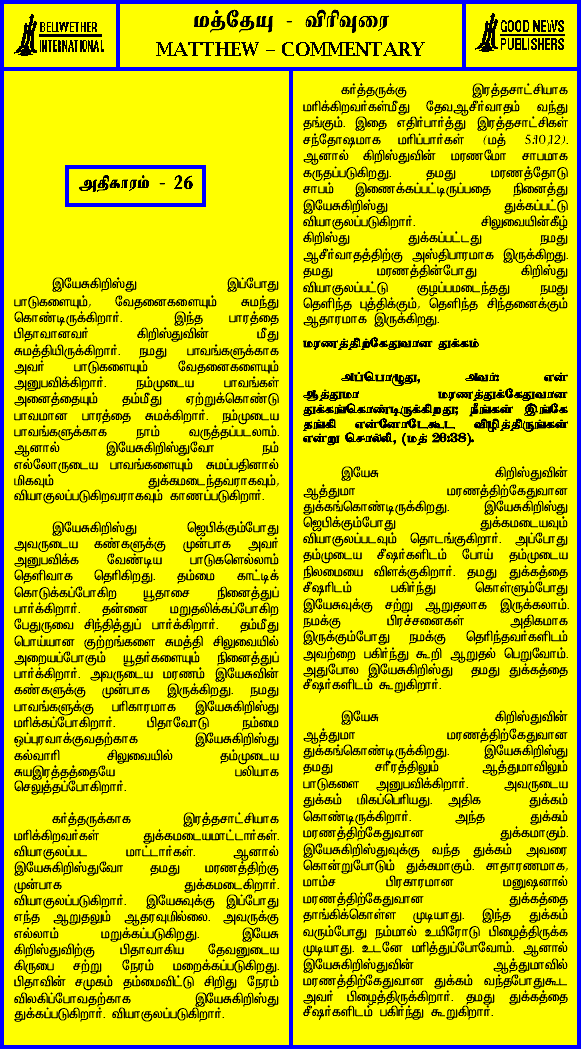 BELIWETHER
INTERNATIONAL
மத்தேயு - விரிவுரை
MATTHEW – COMMENTARY
GOOD NEWS
PUBLISHERS
அதிகாரம் - 26
இயேசுகிறிஸ்து இப்போது
பாடுகளையும், வேதனைகளையும் சுமந்து
கொண்டிருக்கிறார். இந்த பாரத்தை
பிதாவானவர் கிறிஸ்துவின் மீது
சுமத்தியிருக்கிறார். நமது பாவங்களுக்காக
அவர் பாடுகளையும் வேதனைகளையும்
அனுபவிக்கிறார். நம்முடைய பாவங்கள்
அனைத்தையும் தம்மீது ஏற்றுக்கொண்டு
பாவமான பாரத்தை சுமக்கிறார். நம்முடைய
பாவங்களுக்காக நாம் வருத்தப்படலாம்.
ஆனால் இயேசுகிறிஸ்துவோ நம்
எல்லோருடைய பாவங்களையும் சுமப்பதினால்
மிகவும் துக்கமடைந்தவராகவும்,
வியாகுலப்படுகிறவராகவும் காணப்படுகிறார்.
இயேசுகிறிஸ்து ஜெபிக்கும்போது
அவருடைய கண்களுக்கு முன்பாக அவர்
அனுபவிக்க வேண்டிய பாடுகளெல்லாம்
தெளிவாக தெரிகிறது. தம்மை காட்டிக்
கொடுக்கப்போகிற யூதாசை நினைத்துப்
பார்க்கிறார். தன்னை மறுதலிக்கப்போகிற
பேதுருவை சிந்தித்துப் பார்க்கிறார். தம்மீது
பொய்யான குற்றங்களை சுமத்தி சிலுவையில்
அறையப்போகும் யூதர்களையும் நினைத்துப்
பார்க்கிறார். அவருடைய மரணம் இயேசுவின்
கண்களுக்கு முன்பாக இருக்கிறது. நமது
பாவங்களுக்கு பரிகாரமாக இயேசுகிறிஸ்து
மரிக்கப்போகிறார். பிதாவோடு நம்மை
ஒப்புரவாக்குவதற்காக இயேசுகிறிஸ்து
கல்வாரி சிலுவையில் தம்முடைய
சுயஇரத்தத்தையே பலியாக
செலுத்தப்போகிறார்.
கர்த்தருக்காக இரத்தசாட்சியாக
மரிக்கிறவர்கள் துக்கமடையமாட்டார்கள்.
வியாகுலப்பட மாட்டார்கள். ஆனால்
இயேசுகிறிஸ்துவோ தமது மரணத்திற்கு
முன்பாக துக்கமடைகிறார்.
வியாகுலப்படுகிறார். இயேசுவுக்கு இப்போது
எந்த ஆறுதலும் ஆதரவுமில்லை. அவருக்கு
எல்லாம் மறுக்கப்படுகிறது. இயேசு
கிறிஸ்துவிற்கு பிதாவாகிய தேவனுடைய
கிருபை சற்று நேரம் மறைக்கப்படுகிறது.
பிதாவின் சமுகம் தம்மைவிட்டு சிறிது நேரம்
விலகிப்போவதற்காக இயேசுகிறிஸ்து
துக்கப்படுகிறார். வியாகுலப்படுகிறார்.
கர்த்தருக்கு இரத்தசாட்சியாக
மரிக்கிறவர்கள்மீது தேவஆசீர்வாதம் வந்து
தங்கும். இதை எதிர்பார்த்து இரத்தசாட்சிகள்
சந்தோஷமாக மரிப்பார்கள் (மத் 5:10,12).
ஆனால் கிறிஸ்துவின் மரணமோ சாபமாக
கருதப்படுகிறது. தமது மரணத்தோடு
சாபம் இணைக்கப்பட்டிருப்பதை நினைத்து
இயேசுகிறிஸ்து துக்கப்பட்டு
வியாகுலப்படுகிறார். சிலுவையின்கீழ்
கிறிஸ்து துக்கப்பட்டது நமது
ஆசீர்வாதத்திற்கு அஸ்திபாரமாக இருக்கிறது.
தமது மரணத்தின்போது கிறிஸ்து
வியாகுலப்பட்டு குழப்பமடைந்தது நமது
தெளிந்த புத்திக்கும், தெளிந்த சிந்தனைக்கும்
ஆதாரமாக இருக்கிறது.
மரணத்திற்கேதுவான துக்கம்
அப்பொழுது, அவர்: என்
ஆத்துமா மரணத்துக்கேதுவான
துக்கங்கொண்டிருக்கிறது; நீங்கள் இங்கே
தங்கி என்னோடேகூட விழித்திருங்கள்
என்று சொல்லி, (மத் 26:38).
இயேசு கிறிஸ்துவின்
ஆத்துமா மரணத்திற்கேதுவான
துக்கங்கொண்டிருக்கிறது. இயேசுகிறிஸ்து
ஜெபிக்கும்போது துக்கமடையவும்
வியாகுலப்படவும் தொடங்குகிறார். அப்போது
தம்முடைய சீஷர்களிடம் போய் தம்முடைய
நிலமையை விளக்குகிறார். தமது துக்கத்தை
சீஷரிடம் பகிர்ந்து கொள்ளும்போது
இயேசுவுக்கு சற்று ஆறுதலாக இருக்கலாம்.
நமக்கு பிரச்சனைகள் அதிகமாக
இருக்கும்போது நமக்கு தெரிந்தவர்களிடம்
அவற்றை பகிர்ந்து கூறி ஆறுதல் பெறுவோம்.
அதுபோல இயேசுகிறிஸ்து தமது துக்கத்தை
சீஷர்களிடம் கூறுகிறார்.
இயேசு கிறிஸ்துவின்
ஆத்துமா மரணத்திற்கேதுவான
துக்கங்கொண்டிருக்கிறது. இயேசுகிறிஸ்து
தமது சரீரத்திலும் ஆத்துமாவிலும்
பாடுகளை அனுபவிக்கிறார். அவருடைய
துக்கம் மிகப்பெரியது. அதிக துக்கம்
கொண்டிருக்கிறார். அந்த துக்கம்
மரணத்திற்கேதுவான துக்கமாகும்.
இயேசுகிறிஸ்துவுக்கு வந்த துக்கம் அவரை
கொன்றுபோடும் துக்கமாகும். சாதாரணமாக,
மாம்ச பிரகாரமான மனுஷனால்
மரணத்திற்கேதுவான துக்கத்தை
தாங்கிக்கொள்ள முடியாது. இந்த துக்கம்
வரும்போது நம்மால் உயிரோடு பிழைத்திருக்க
முடியாது. உடனே மரித்துப்போவோம். ஆனால்
இயேசுகிறிஸ்துவின் ஆத்துமாவில்
மரணத்திற்கேதுவான துக்கம் வந்தபோதுகூட
அவர் பிழைத்திருக்கிறார். தமது துக்கத்தை
சீஷர்களிடம் பகிர்ந்து கூறுகிறார்.